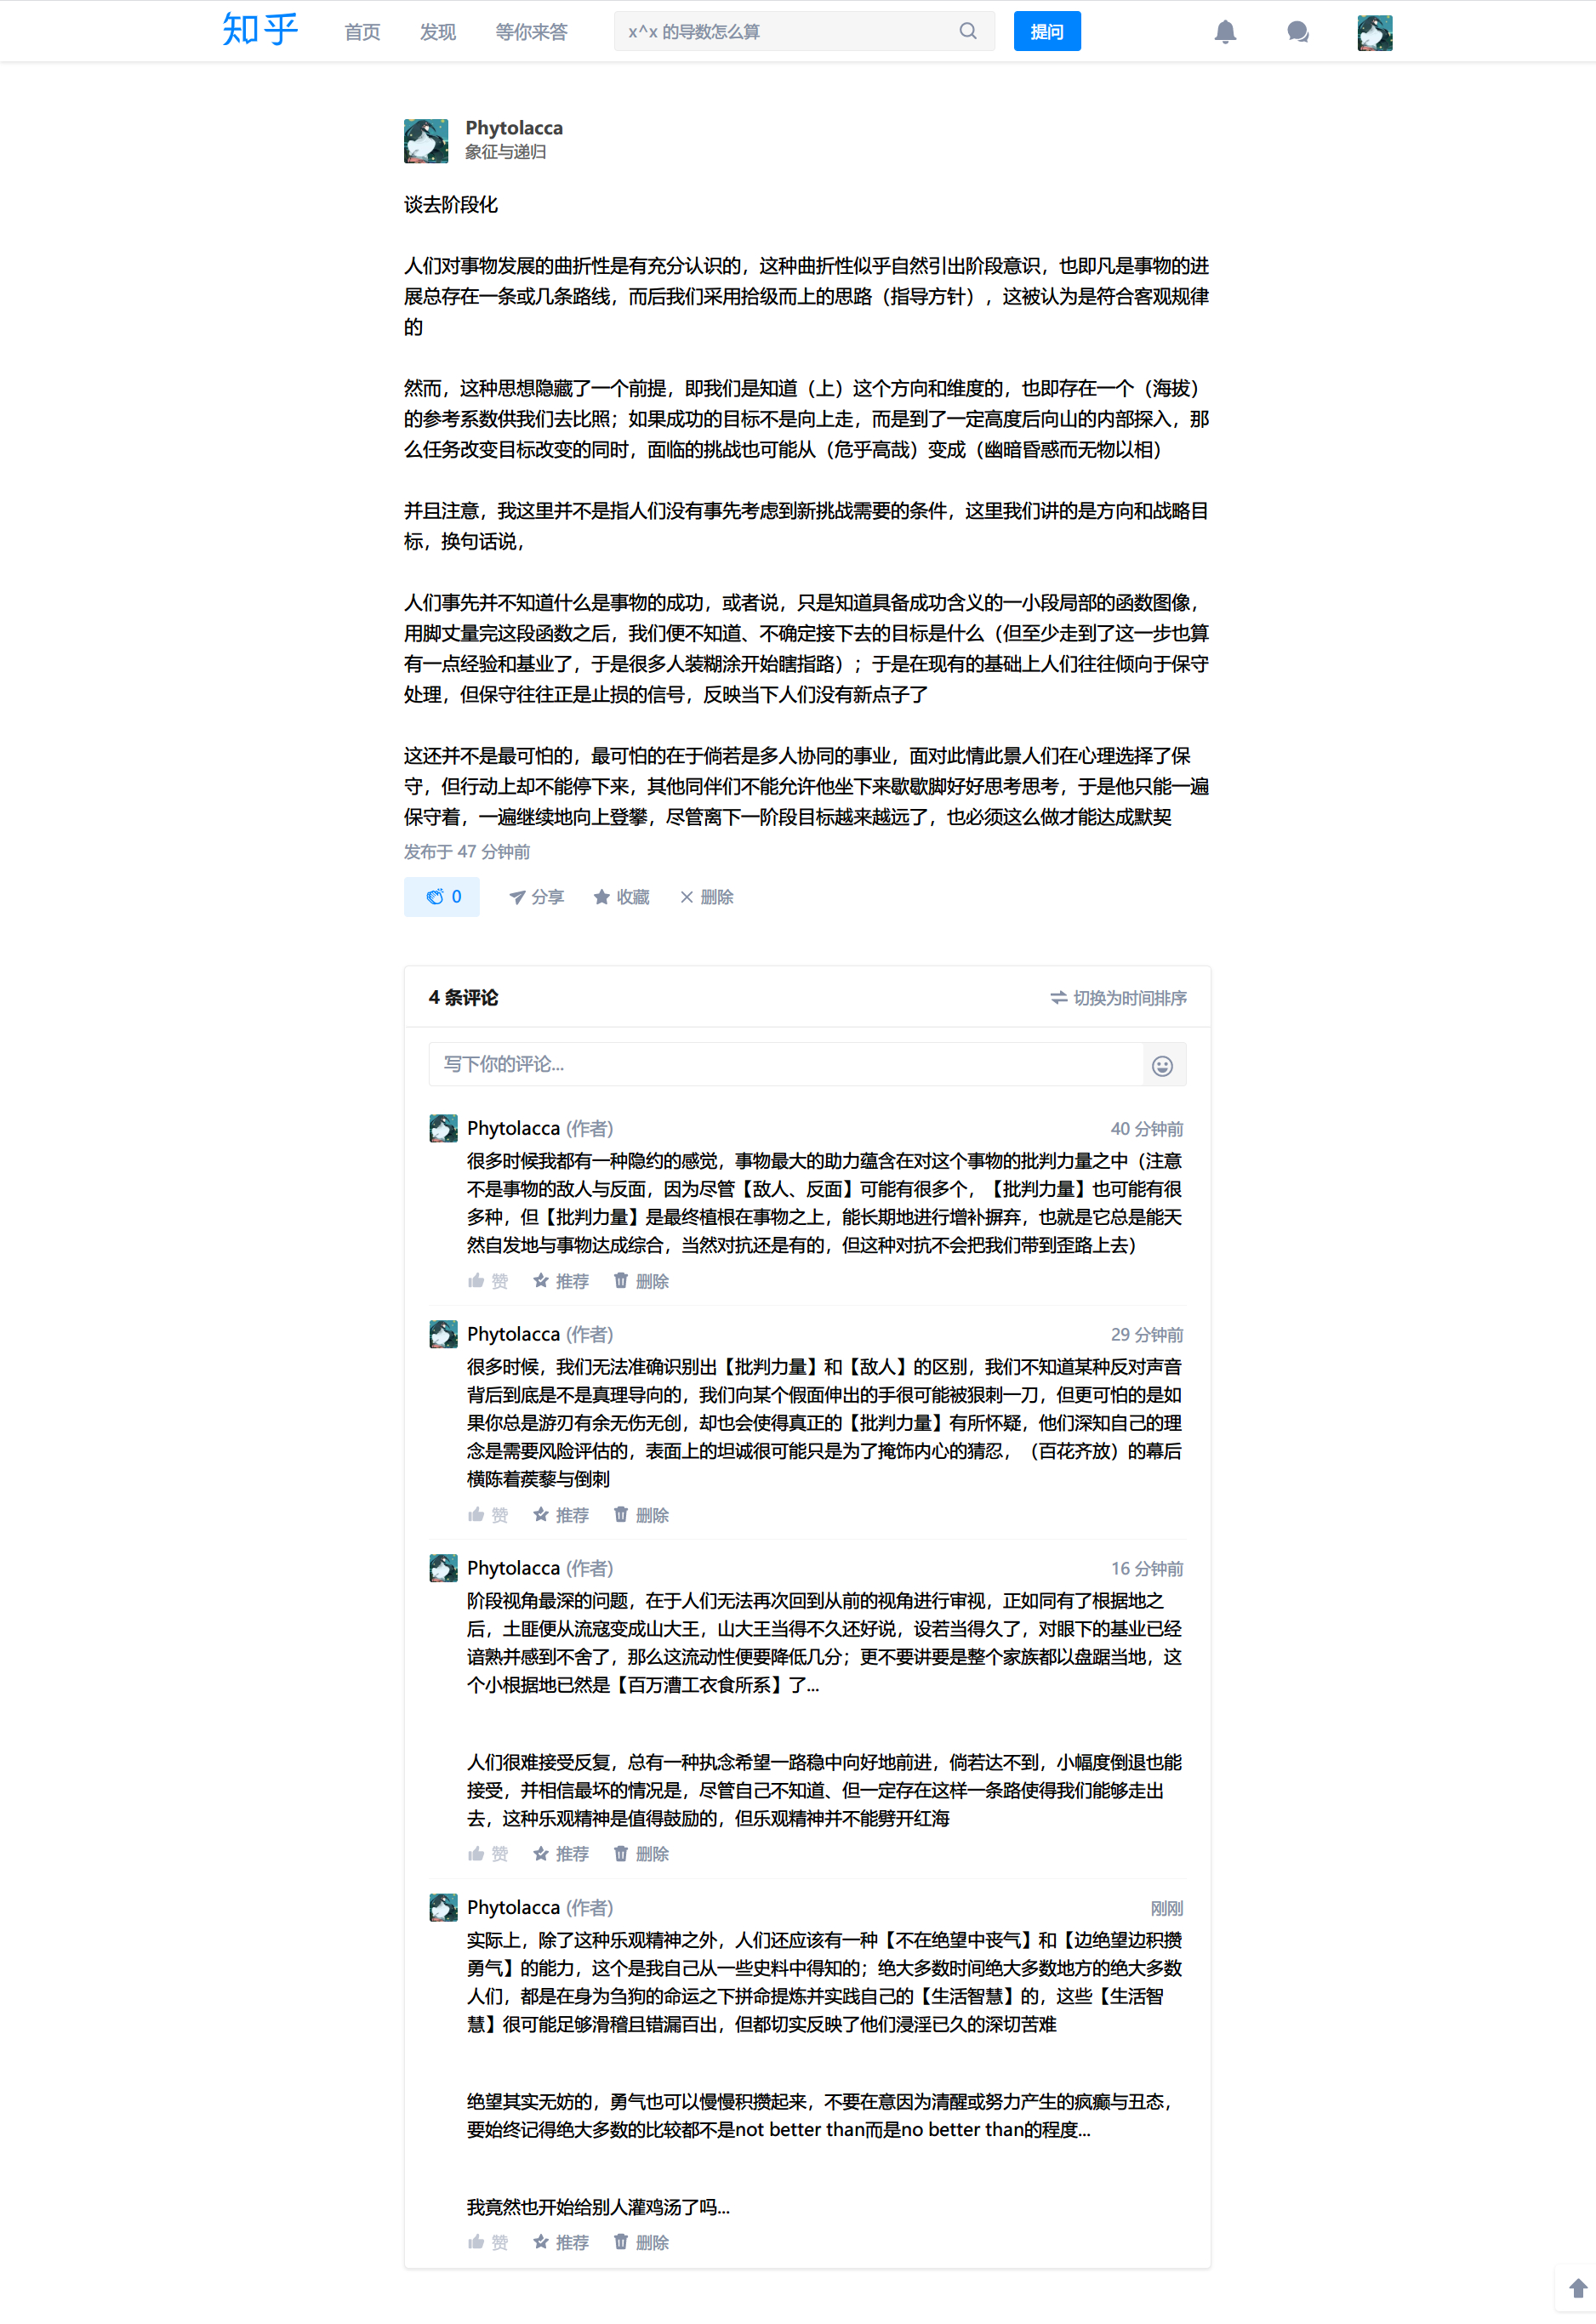 知乎 首页 发现 等你来答 x^x 的导数怎么算 提问
Phytolacca
象征与递归
谈去阶段化
人们对事物发展的曲折性是有充分认识的，这种曲折性似乎自然引出阶段意识，也即凡是事物的进
展总存在一条或几条路线，而后我们采用拾级而上的思路（指导方针），这被认为是符合客观规律
的
然而，这种思想隐藏了一个前提，即我们是知道（上）这个方向和维度的，也即存在一个（海拔）
的参考系数供我们去比照；如果成功的目标不是向上走，而是到了一定高度后向山的内部探入，那
么任务改变目标改变的同时，面临的挑战也可能从（危乎高哉）变成（幽暗昏惑而无物以相）
并且注意，我这里并不是指人们没有事先考虑到新挑战需要的条件，这里我们讲的是方向和战略目
标，换句话说，
人们事先并不知道什么是事物的成功，或者说，只是知道具备成功含义的一小段局部的函数图像，
用脚丈量完这段函数之后，我们便不知道、不确定接下去的目标是什么（但至少走到了这一步也算
有一点经验和基业了，于是很多人装糊涂开始瞎指路）；于是在现有的基础上人们往往倾向于保守
处理，但保守往往正是止损的信号，反映当下人们没有新点子了
这还并不是最可怕的，最可怕的在于倘若是多人协同的事业，面对此情此景人们在心理选择了保
守，但行动上却不能停下来，其他同伴们不能允许他坐下来歇歇脚好好思考思考，于是他只能一遍
保守着，一遍继续地向上登攀，尽管离下一阶段目标越来越远了，也必须这么做才能达成默契
发布于 47 分钟前
0 分享 收藏 删除
4 条评论 切换为时间排序
写下你的评论...
Phytolacca (作者) 40 分钟前
很多时候我都有一种隐约的感觉，事物最大的助力蕴含在对这个事物的批判力量之中（注意
不是事物的敌人与反面，因为尽管【敌人、反面】可能有很多个，【批判力量】也可能有很
多种，但【批判力量】是最终植根在事物之上，能长期地进行增补摒弃，也就是它总是能天
然自发地与事物达成综合，当然对抗还是有的，但这种对抗不会把我们带到歪路上去）
赞 推荐 删除
Phytolacca (作者) 29 分钟前
很多时候，我们无法准确识别出【批判力量】和【敌人】的区别，我们不知道某种反对声音
背后到底是不是真理导向的，我们向某个假面伸出的手很可能被狠刺一刀，但更可怕的是如
果你总是游刃有余无伤无创，却也会使得真正的【批判力量】有所怀疑，他们深知自己的理
念是需要风险评估的，表面上的坦诚很可能只是为了掩饰内心的猜忍，（百花齐放）的幕后
横陈着蒺藜与倒刺
赞 推荐 删除
Phytolacca (作者) 16 分钟前
阶段视角最深的问题，在于人们无法再次回到从前的视角进行审视，正如同有了根据地之
后，土匪便从流寇变成山大王，山大王当得不久还好说，设若当得久了，对眼下的基业已经
谙熟并感到不舍了，那么这流动性便要降低几分；更不要讲要是整个家族都以盘踞当地，这
个小根据地已然是【百万漕工衣食所系】了...
人们很难接受反复，总有一种执念希望一路稳中向好地前进，倘若达不到，小幅度倒退也能
接受，并相信最坏的情况是，尽管自己不知道、但一定存在这样一条路使得我们能够走出
去，这种乐观精神是值得鼓励的，但乐观精神并不能劈开红海
赞 推荐 删除
Phytolacca (作者) 刚刚
实际上，除了这种乐观精神之外，人们还应该有一种【不在绝望中丧气】和【边绝望边积攒
勇气】的能力，这个是我自己从一些史料中得知的；绝大多数时间绝大多数地方的绝大多数
人们，都是在身为刍狗的命运之下拼命提炼并实践自己的【生活智慧】的，这些【生活智
慧】很可能足够滑稽且错漏百出，但都切实反映了他们浸淫已久的深切苦难
绝望其实无妨的，勇气也可以慢慢积攒起来，不要在意因为清醒或努力产生的疯癫与丑态，
要始终记得绝大多数的比较都不是not better than而是no better than的程度...
我竟然也开始给别人灌鸡汤了吗...
赞 推荐 删除